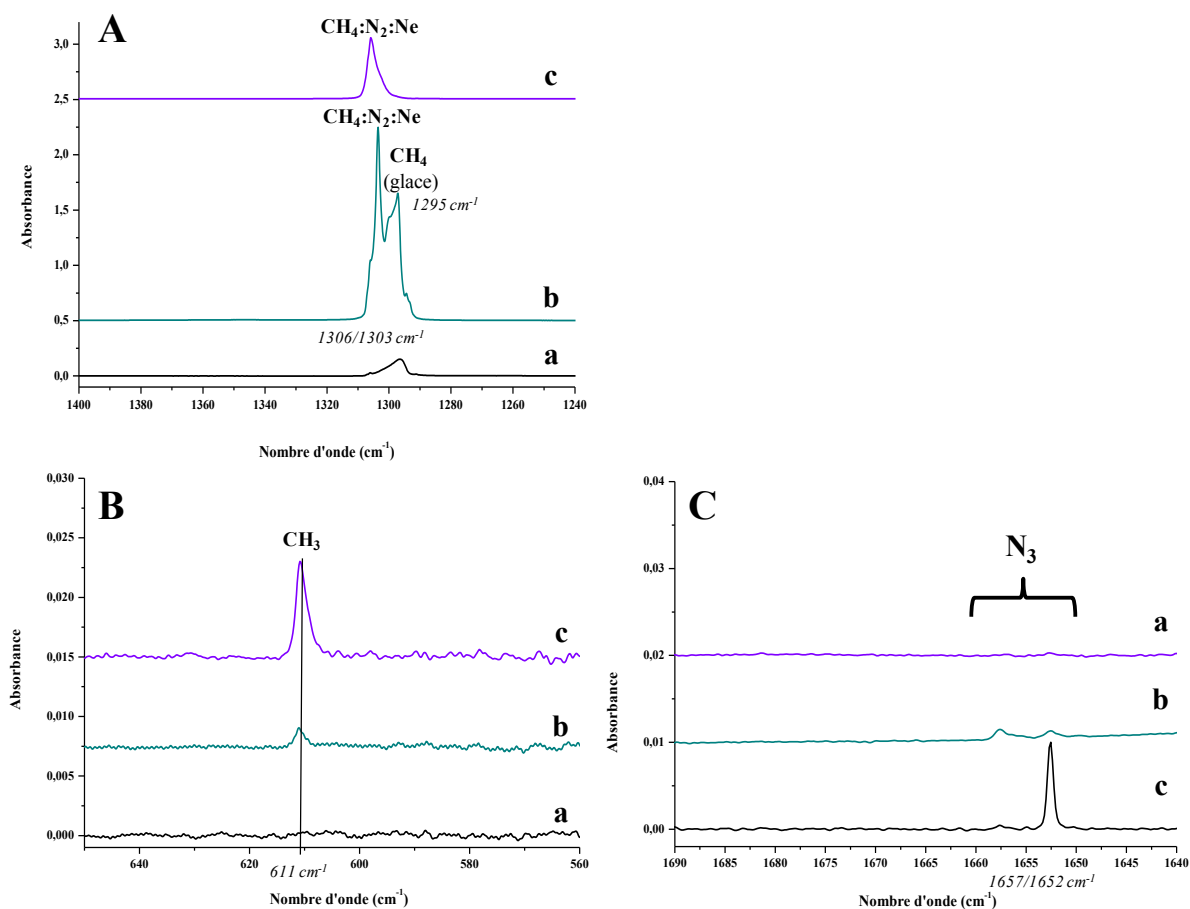 A
CH₄:N₂:Ne
c
CH₄:N₂:Ne
CH₄
(glace)
1295 cm⁻¹
b
1306/1303 cm⁻¹
a
Absorbance
3,0
2,5
2,0
1,5
1,0
0,5
0,0
1400 1380 1360 1340 1320 1300 1280 1260 1240
Nombre d'onde (cm⁻¹)
B
CH₃
c
b
a
Absorbance
0,030
0,025
0,020
0,015
0,010
0,005
0,000
640 620 600 580 560
611 cm⁻¹
Nombre d'onde (cm⁻¹)
C
N₃
a
b
c
Absorbance
0,04
0,03
0,02
0,01
0,00
1690 1685 1680 1675 1670 1665 1660 1655 1650 1645 1640
1657/1652 cm⁻¹
Nombre d'onde (cm⁻¹)